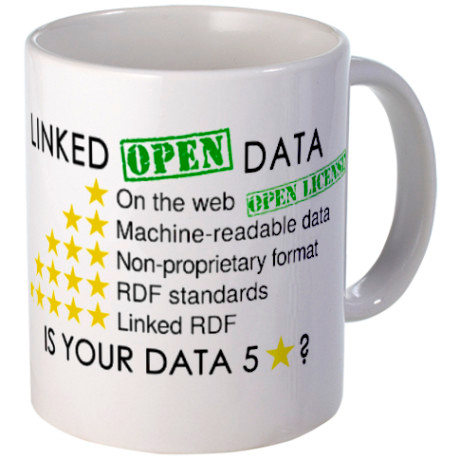 LINKED OPEN DATA
★ On the web OPEN LICENSE
★★ Machine-readable data
★★★ Non-proprietary format
★★★★ RDF standards
★★★★★ Linked RDF
IS YOUR DATA 5 ★?